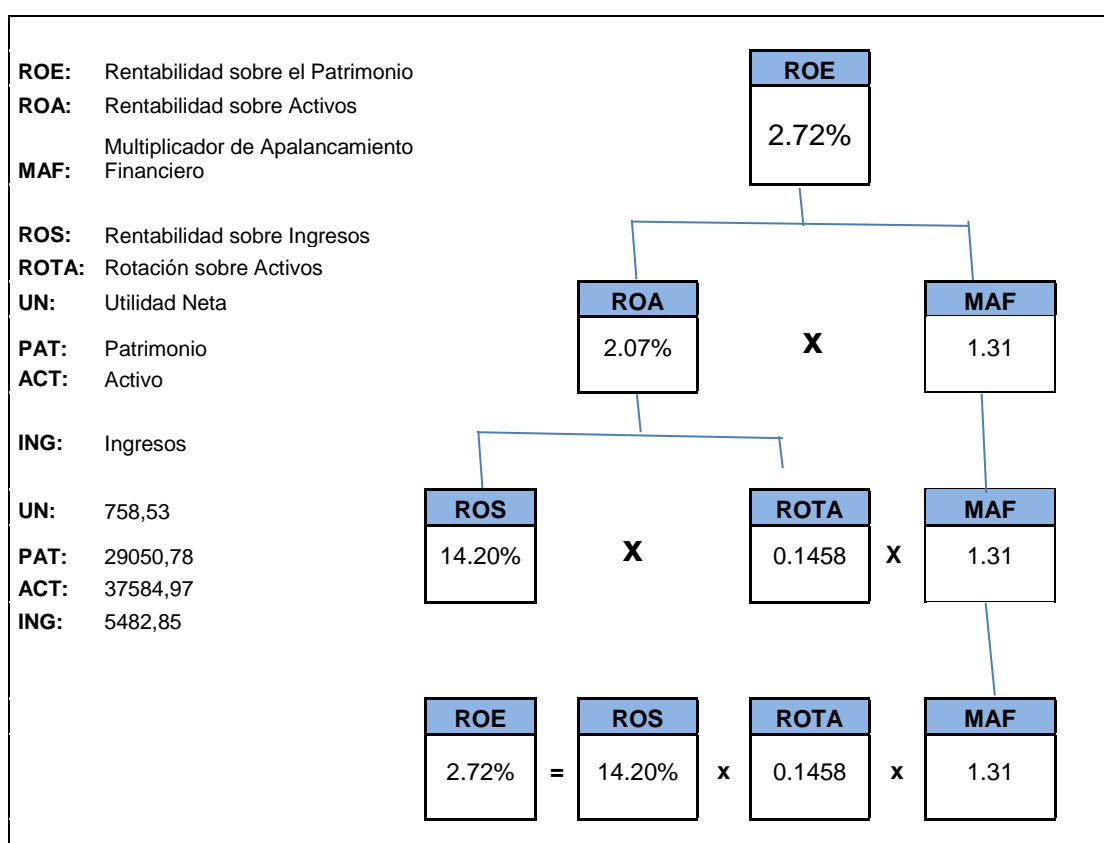 ROE: Rentabilidad sobre el Patrimonio
ROA: Rentabilidad sobre Activos
MAF: Multiplicador de Apalancamiento
Financiero
ROS: Rentabilidad sobre Ingresos
ROTA: Rotación sobre Activos
UN: Utilidad Neta
PAT: Patrimonio
ACT: Activo
ING: Ingresos
UN: 758,53
PAT: 29050,78
ACT: 37584,97
ING: 5482,85
ROE
2.72%
ROA MAF
2.07% X 1.31
ROS ROTA MAF
14.20% X 0.1458 X 1.31
ROE ROS ROTA MAF
2.72% = 14.20% x 0.1458 x 1.31